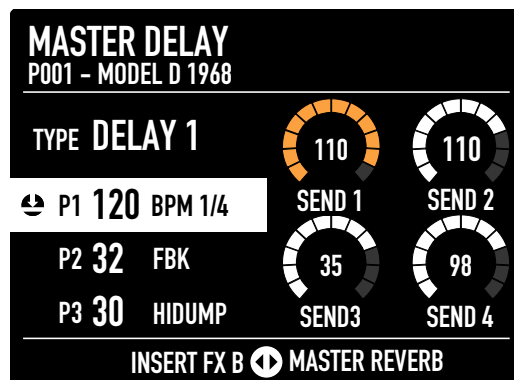 MASTER DELAY
P001 – MODEL D 1968
TYPE DELAY 1
P1 120 BPM 1/4
P2 32 FBK
P3 30 HIDUMP
110
SEND 1
110
SEND 2
35
SEND3
98
SEND 4
INSERT FX B MASTER REVERB